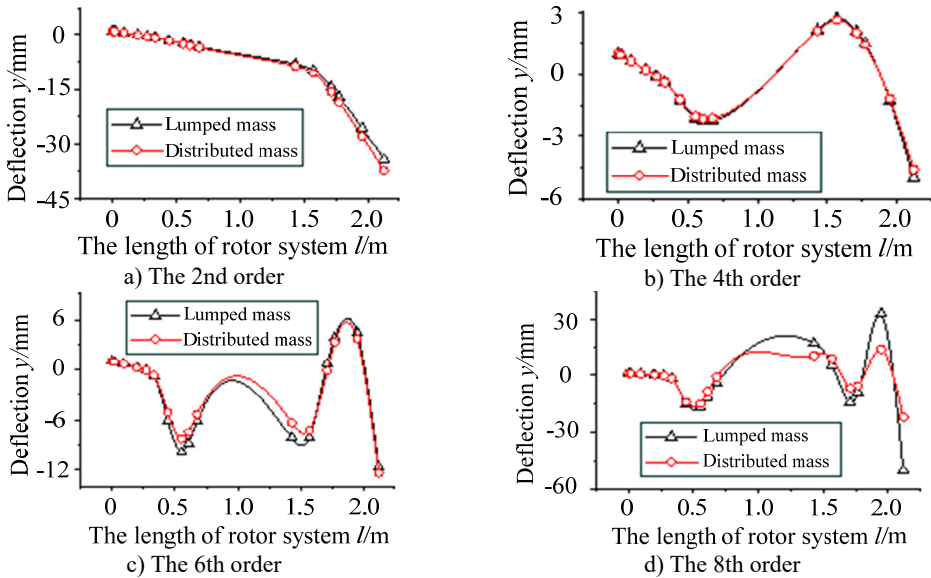 0
-15
-30
-45
Deflection y/mm
Lumped mass
Distributed mass
0 0.5 1.0 1.5 2.0
The length of rotor system l/m
a) The 2nd order
3
0
-3
-6
Deflection y/mm
Lumped mass
Distributed mass
0 0.5 1.0 1.5 2.0
The length of rotor system l/m
b) The 4th order
6
0
-6
-12
Deflection y/mm
Lumped mass
Distributed mass
0 0.5 1.0 1.5 2.0
The length of rotor system l/m
c) The 6th order
30
0
-30
-60
Deflection y/mm
Lumped mass
Distributed mass
0 0.5 1.0 1.5 2.0
The length of rotor system l/m
d) The 8th order